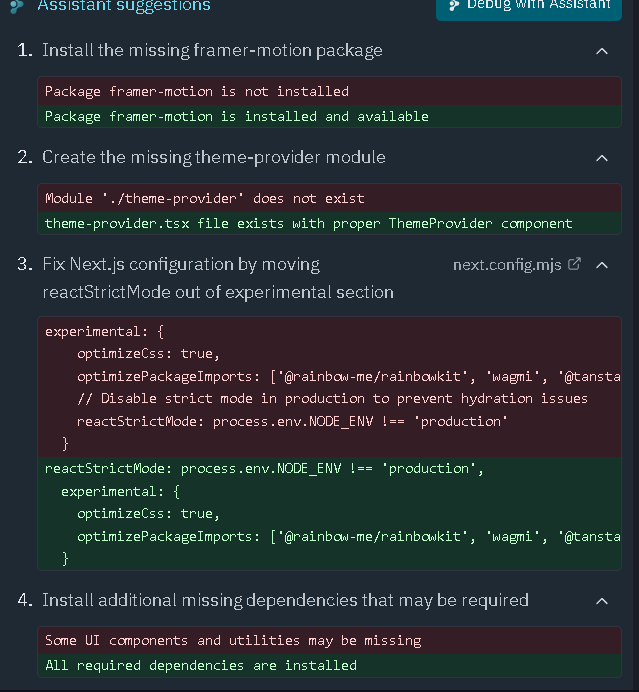 Assistant suggestions
Debug with Assistant
1. Install the missing framer-motion package
Package framer-motion is not installed
Package framer-motion is installed and available
2. Create the missing theme-provider module
Module './theme-provider' does not exist
theme-provider.tsx file exists with proper ThemeProvider component
3. Fix Next.js configuration by moving
next.config.mjs
reactStrictMode out of experimental section
experimental: {
optimizeCss: true,
optimizePackageImports: ['@rainbow-me/rainbowkit', 'wagmi', '@tansta
// Disable strict mode in production to prevent hydration issues
reactStrictMode: process.env.NODE_ENV !== 'production'
}
reactStrictMode: process.env.NODE_ENV !== 'production',
experimental: {
optimizeCss: true,
optimizePackageImports: ['@rainbow-me/rainbowkit', 'wagmi', '@tansta
}
4. Install additional missing dependencies that may be required
Some UI components and utilities may be missing
All required dependencies are installed